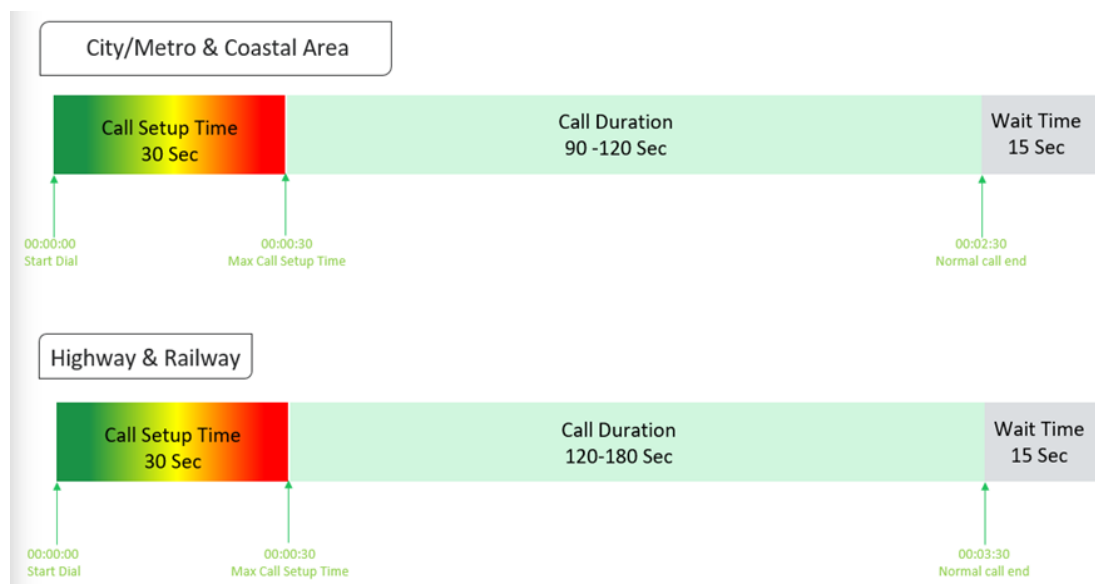 City/Metro & Coastal Area
Call Setup Time
30 Sec
Call Duration
90 -120 Sec
Wait Time
15 Sec
00:00:00
Start Dial
00:00:30
Max Call Setup Time
00:02:30
Normal call end
Highway & Railway
Call Setup Time
30 Sec
Call Duration
120-180 Sec
Wait Time
15 Sec
00:00:00
Start Dial
00:00:30
Max Call Setup Time
00:03:30
Normal call end